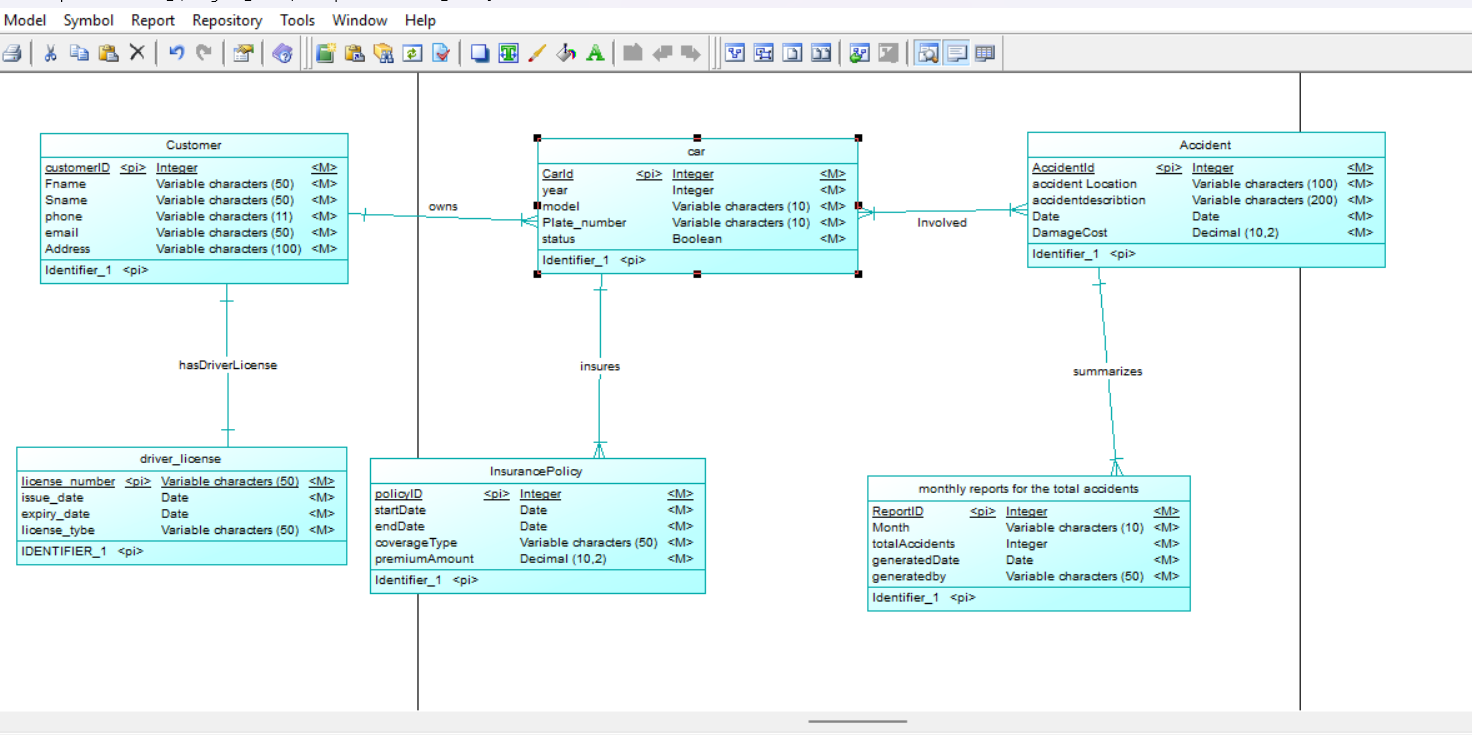 Model Symbol Report Repository Tools Window Help
Customer
customerID <pi> Integer <M>
Fname Variable characters (50) <M>
Sname Variable characters (50) <M>
phone Variable characters (11) <M>
email Variable characters (50) <M>
Address Variable characters (100) <M>
Identifier_1 <pi>
owns
car
CarId <pi> Integer <M>
year Integer <M>
model Variable characters (10) <M>
Plate_number Variable characters (10) <M>
status Boolean <M>
Identifier_1 <pi>
Involved
Accident
AccidentId <pi> Integer <M>
accident Location Variable characters (100) <M>
accidentdescribtion Variable characters (200) <M>
Date Date <M>
DamageCost Decimal (10,2) <M>
Identifier_1 <pi>
hasDriverLicense
insures
summarizes
driver_license
license_number <pi> Variable characters (50) <M>
issue_date Date <M>
expiry_date Date <M>
license_tybe Variable characters (50) <M>
IDENTIFIER_1 <pi>
InsurancePolicy
policyID <pi> Integer <M>
startDate Date <M>
endDate Date <M>
coverageType Variable characters (50) <M>
premiumAmount Decimal (10,2) <M>
Identifier_1 <pi>
monthly reports for the total accidents
ReportID <pi> Integer <M>
Month Variable characters (10) <M>
totalAccidents Integer <M>
generatedDate Date <M>
generatedby Variable characters (50) <M>
Identifier_1 <pi>